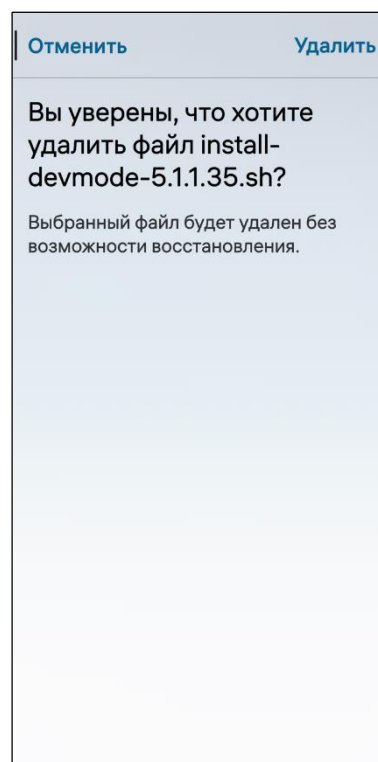 Отменить Удалить
Вы уверены, что хотите
удалить файл install-
devmode-5.1.1.35.sh?
Выбранный файл будет удален без
возможности восстановления.